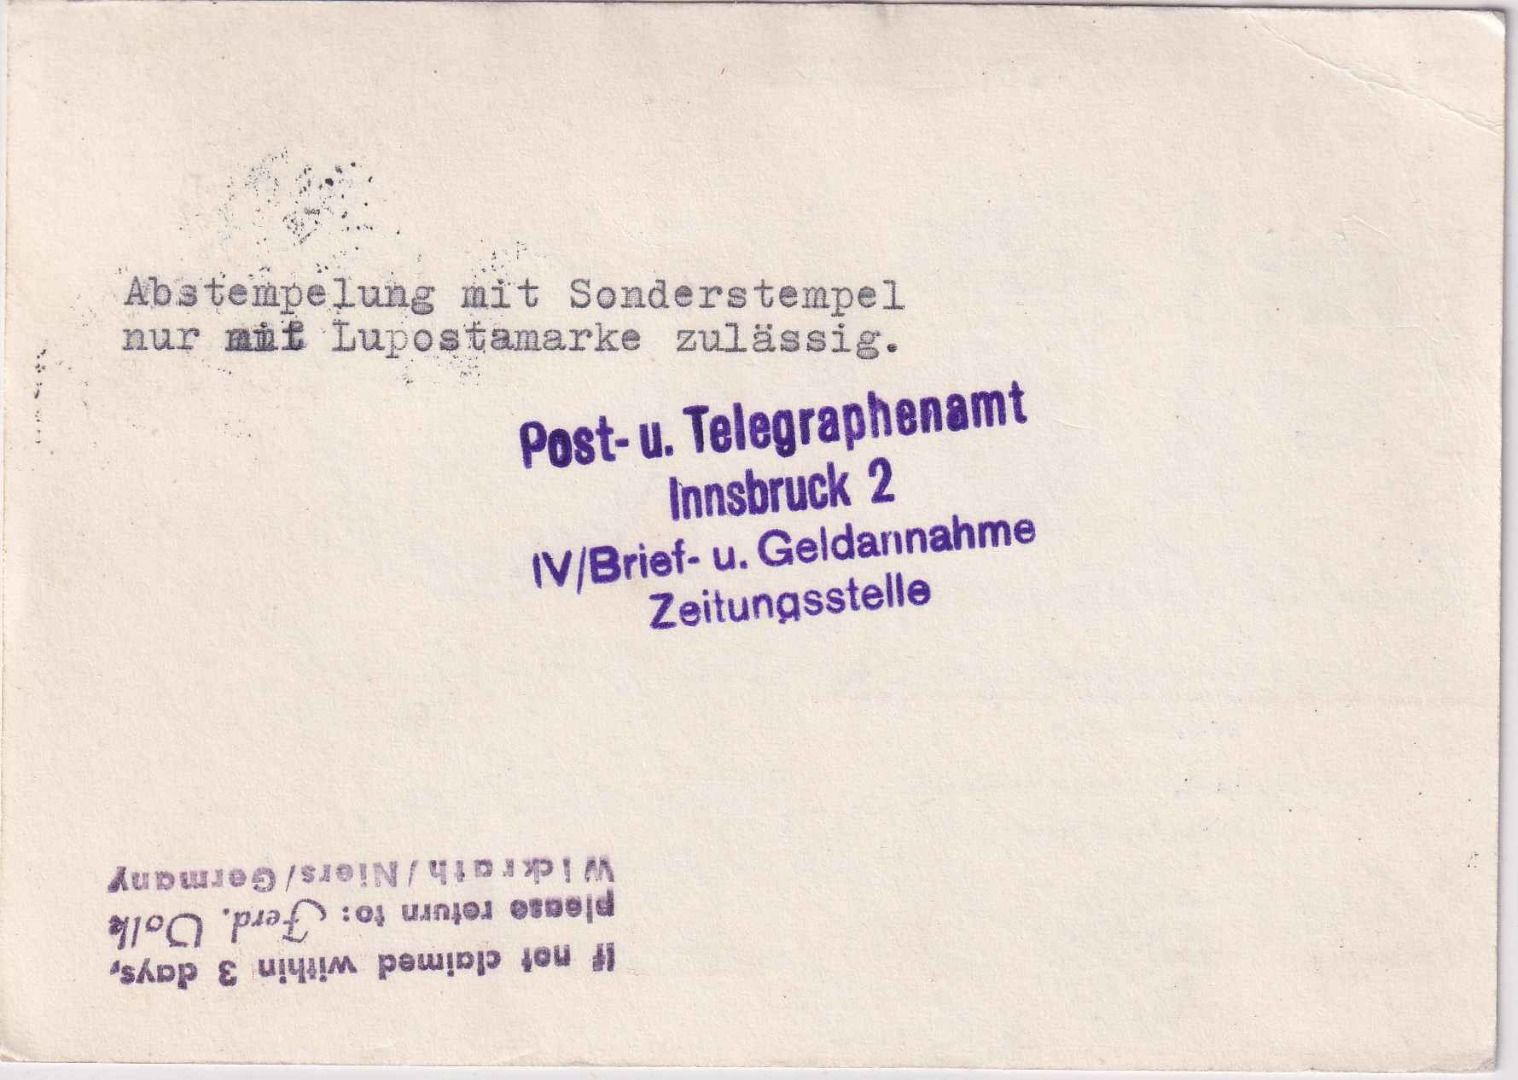 Abstempelung mit Sonderstempel
nur mit Lupostamarke zulässig.
Post- u. Telegraphenamt
Innsbruck 2
IV/Brief- u. Geldannahme
Zeitungsstelle
If not claimed within 3 days,
please return to: Ferd. Volk
Wickrath/Niers/Germany